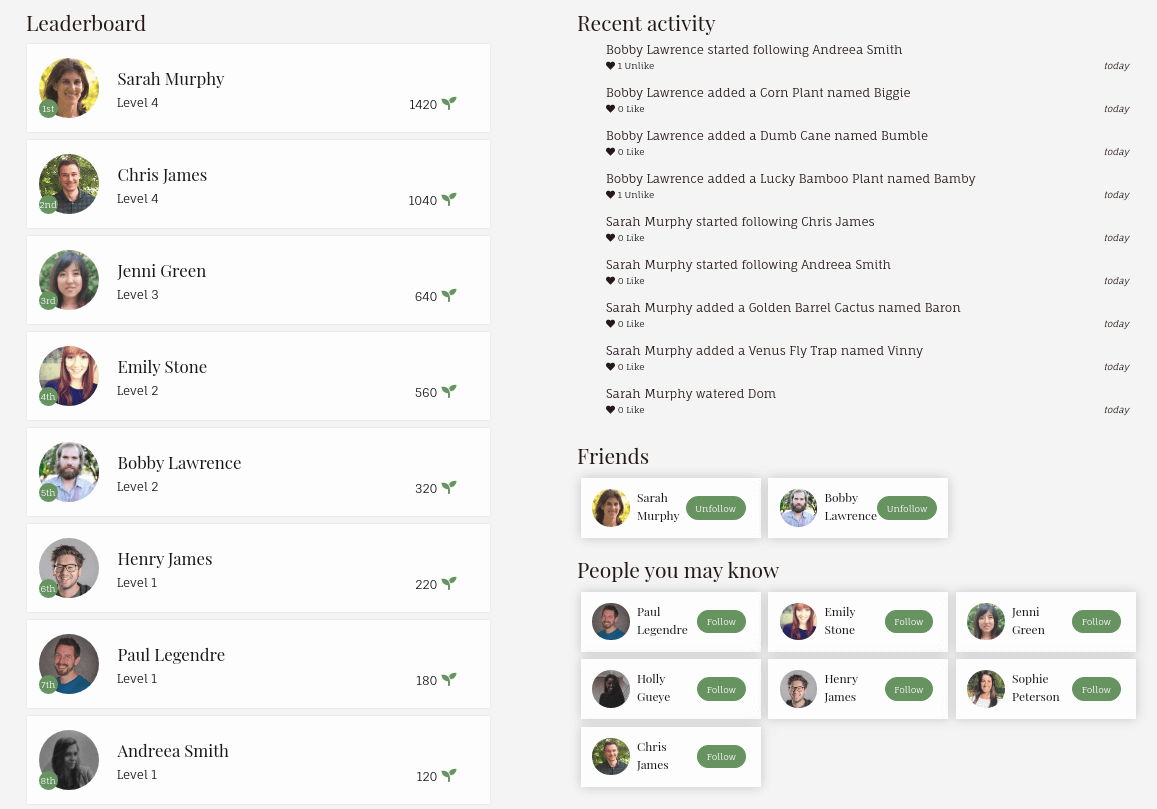 Leaderboard
Sarah Murphy
Level 4
1st
1420
Chris James
Level 4
2nd
1040
Jenni Green
Level 3
3rd
640
Emily Stone
Level 2
4th
560
Bobby Lawrence
Level 2
5th
320
Henry James
Level 1
6th
220
Paul Legendre
Level 1
7th
180
Andreea Smith
Level 1
8th
120
Recent activity
Bobby Lawrence started following Andreea Smith
1 Unlike today
Bobby Lawrence added a Corn Plant named Biggie
0 Like today
Bobby Lawrence added a Dumb Cane named Bumble
0 Like today
Bobby Lawrence added a Lucky Bamboo Plant named Bamby
1 Unlike today
Sarah Murphy started following Chris James
0 Like today
Sarah Murphy started following Andreea Smith
0 Like today
Sarah Murphy added a Golden Barrel Cactus named Baron
0 Like today
Sarah Murphy added a Venus Fly Trap named Vinny
0 Like today
Sarah Murphy watered Dom
0 Like today
Friends
Sarah
Murphy
Unfollow
Bobby
Lawrence
Unfollow
People you may know
Paul
Legendre
Follow
Emily
Stone
Follow
Jenni
Green
Follow
Holly
Gueye
Follow
Henry
James
Follow
Sophie
Peterson
Follow
Chris
James
Follow